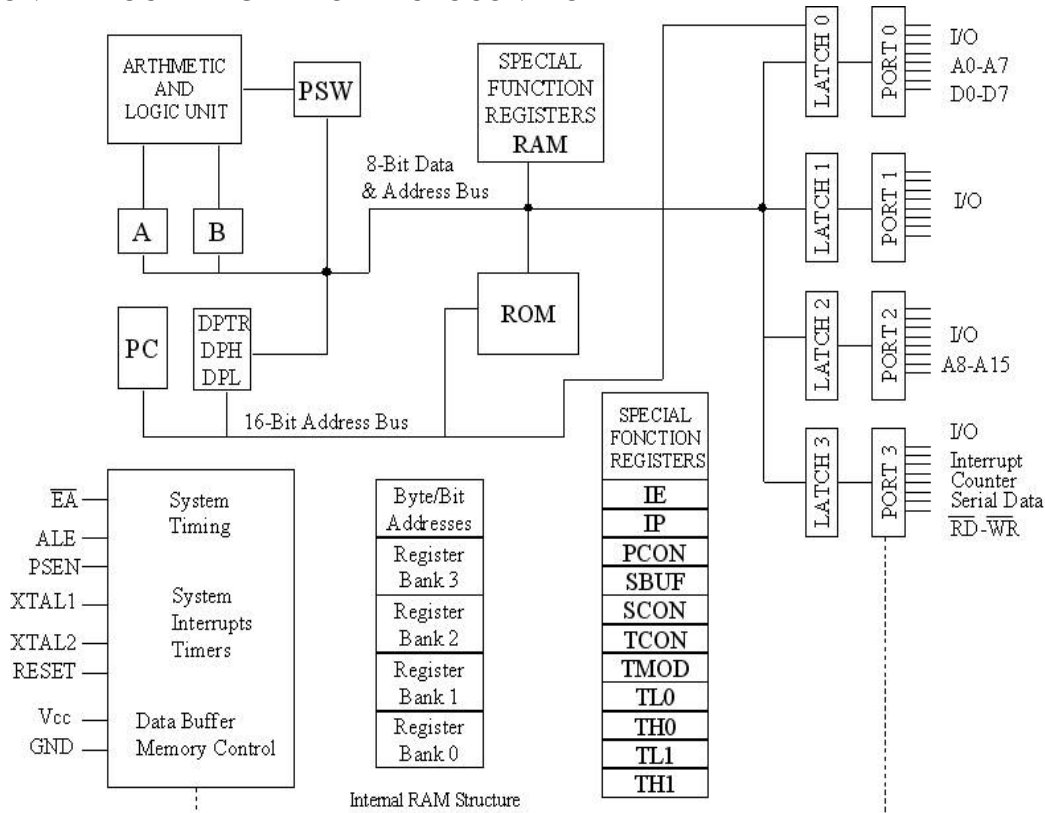 ARTHMETIC
AND
LOGIC UNIT
PSW
A
B
PC
DPTR
DPH
DPL
SPECIAL
FUNCTION
REGISTERS
RAM
8-Bit Data
& Address Bus
ROM
16-Bit Address Bus
LATCH 0
PORT 0
I/O
A0-A7
D0-D7
LATCH 1
PORT 1
I/O
LATCH 2
PORT 2
I/O
A8-A15
LATCH 3
PORT 3
I/O
Interrupt
Counter
Serial Data
RD-WR
EA
ALE
PSEN
XTAL1
XTAL2
RESET
Vcc
GND
System
Timing
System
Interrupts
Timers
Data Buffer
Memory Control
Byte/Bit
Addresses
Register
Bank 3
Register
Bank 2
Register
Bank 1
Register
Bank 0
Internal RAM Structure
SPECIAL
FONCTION
REGISTERS
IE
IP
PCON
SBUF
SCON
TCON
TMOD
TL0
TH0
TL1
TH1